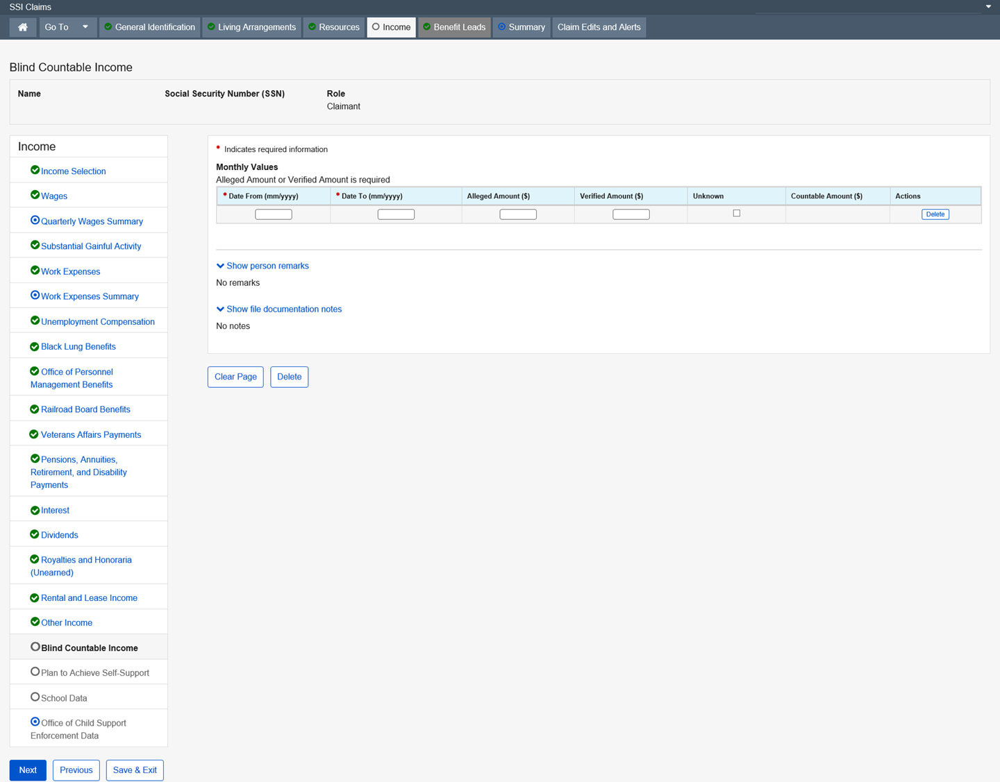 SSI Claims
Go To
General Identification
Living Arrangements
Resources
Income
Benefit Leads
Summary
Claim Edits and Alerts
Blind Countable Income
Name
Social Security Number (SSN)
Role
Claimant
Income
Income Selection
Wages
Quarterly Wages Summary
Substantial Gainful Activity
Work Expenses
Work Expenses Summary
Unemployment Compensation
Black Lung Benefits
Office of Personnel
Management Benefits
Railroad Board Benefits
Veterans Affairs Payments
Pensions, Annuities,
Retirement, and Disability
Payments
Interest
Dividends
Royalties and Honoraria
(Unearned)
Rental and Lease Income
Other Income
Blind Countable Income
Plan to Achieve Self-Support
School Data
Office of Child Support
Enforcement Data
* Indicates required information
Monthly Values
Alleged Amount or Verified Amount is required
* Date From (mm/yyyy)
* Date To (mm/yyyy)
Alleged Amount ($)
Verified Amount ($)
Unknown
Countable Amount ($)
Actions
Delete
Show person remarks
No remarks
Show file documentation notes
No notes
Clear Page
Delete
Next
Previous
Save & Exit